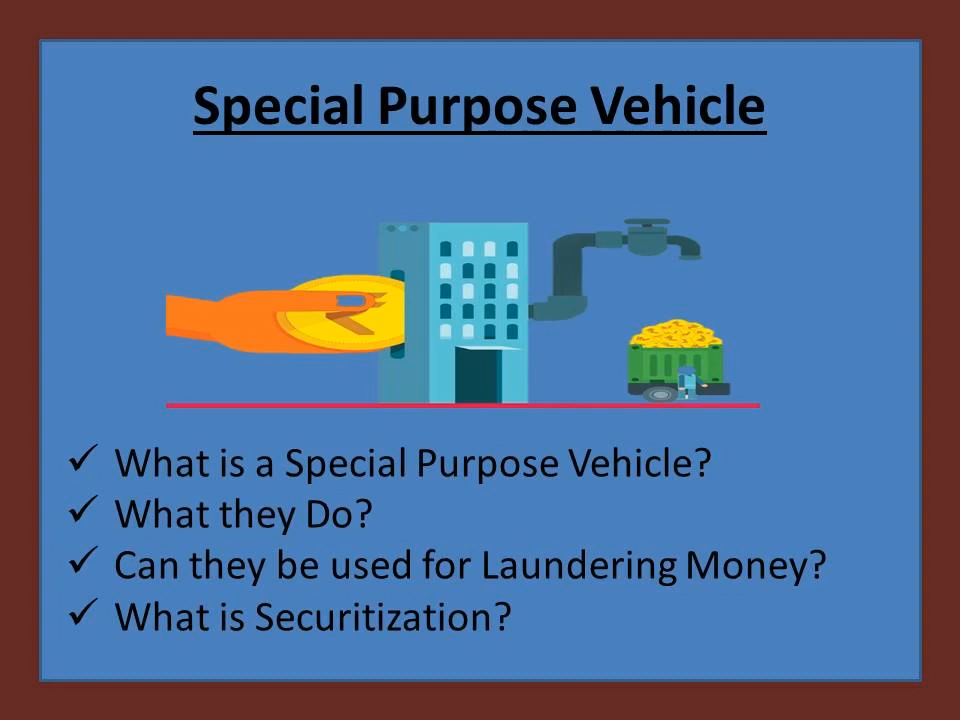 Special Purpose Vehicle
✓ What is a Special Purpose Vehicle?
✓ What they Do?
✓ Can they be used for Laundering Money?
✓ What is Securitization?